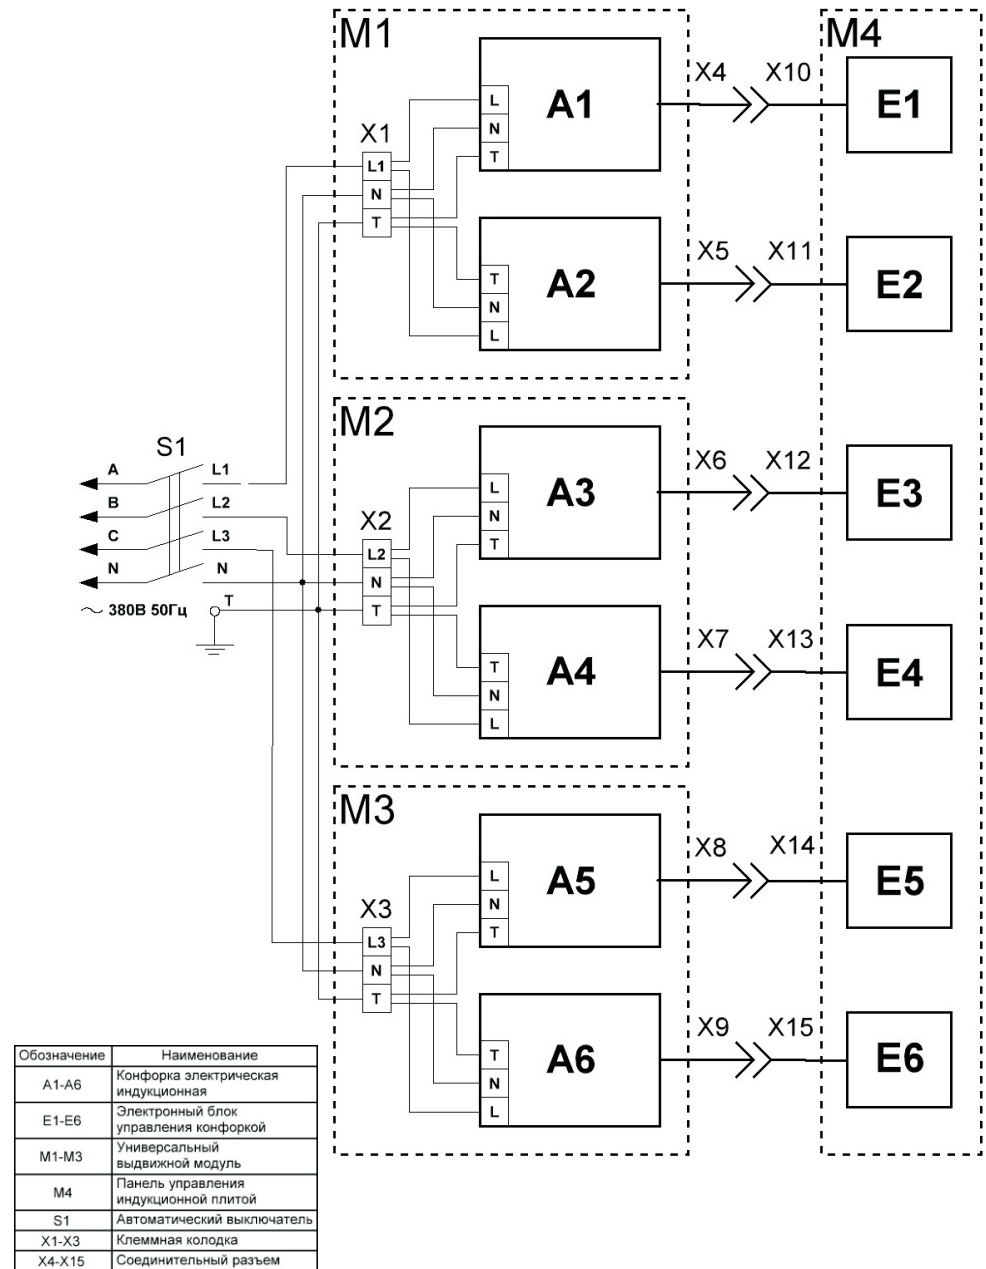 M1
M4
X1
L1
N
T
L
N
T
A1
X4
X10
E1
T
N
L
A2
X5
X11
E2
M2
X2
L2
N
T
L
N
T
A3
X6
X12
E3
T
N
L
A4
X7
X13
E4
S1
A
L1
B
L2
C
L3
N
N
~ 380В 50Гц
T
M3
X3
L3
N
T
L
N
T
A5
X8
X14
E5
T
N
L
A6
X9
X15
E6
Обозначение Наименование
A1-A6 Конфорка электрическая
индукционная
E1-E6 Электронный блок
управления конфоркой
M1-M3 Универсальный
выдвижной модуль
M4 Панель управления
индукционной плитой
S1 Автоматический выключатель
X1-X3 Клеммная колодка
X4-X15 Соединительный разъем